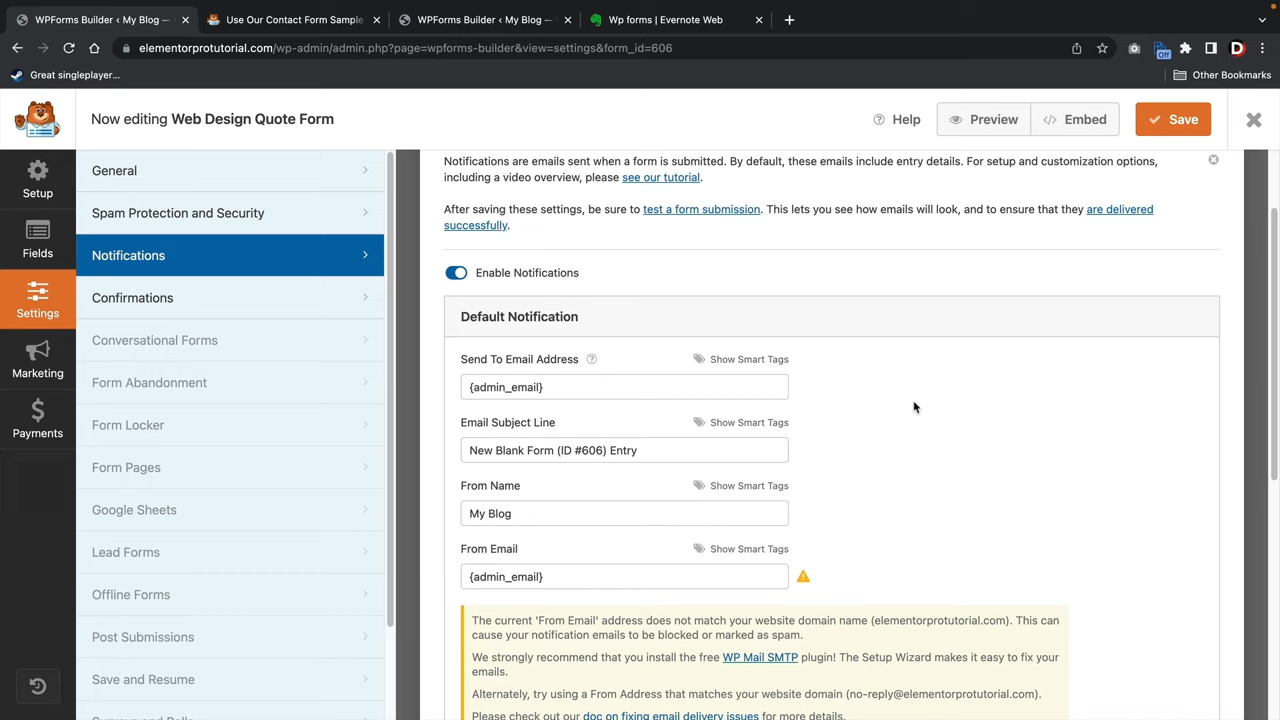 WPForms Builder ‹ My Blog —
Use Our Contact Form Sample
WPForms Builder ‹ My Blog —
Wp forms | Evernote Web
elementorprotutorial.com/wp-admin/admin.php?page=wpforms-builder&view=settings&form_id=606
Off
D
Great singleplayer...
Other Bookmarks
Now editing Web Design Quote Form
Help
Preview
</> Embed
Save
Setup
Fields
Settings
Marketing
Payments
General
Spam Protection and Security
Notifications
Confirmations
Conversational Forms
Form Abandonment
Form Locker
Form Pages
Google Sheets
Lead Forms
Offline Forms
Post Submissions
Save and Resume
Notifications are emails sent when a form is submitted. By default, these emails include entry details. For setup and customization options,
including a video overview, please see our tutorial.
After saving these settings, be sure to test a form submission. This lets you see how emails will look, and to ensure that they are delivered
successfully.
Enable Notifications
Default Notification
Send To Email Address
Show Smart Tags
{admin_email}
Email Subject Line
Show Smart Tags
New Blank Form (ID #606) Entry
From Name
Show Smart Tags
My Blog
From Email
Show Smart Tags
{admin_email}
The current 'From Email' address does not match your website domain name (elementorprotutorial.com). This can
cause your notification emails to be blocked or marked as spam.
We strongly recommend that you install the free WP Mail SMTP plugin! The Setup Wizard makes it easy to fix your
emails.
Alternately, try using a From Address that matches your website domain (no-reply@elementorprotutorial.com).
Please check out our doc on fixing email delivery issues for more details.